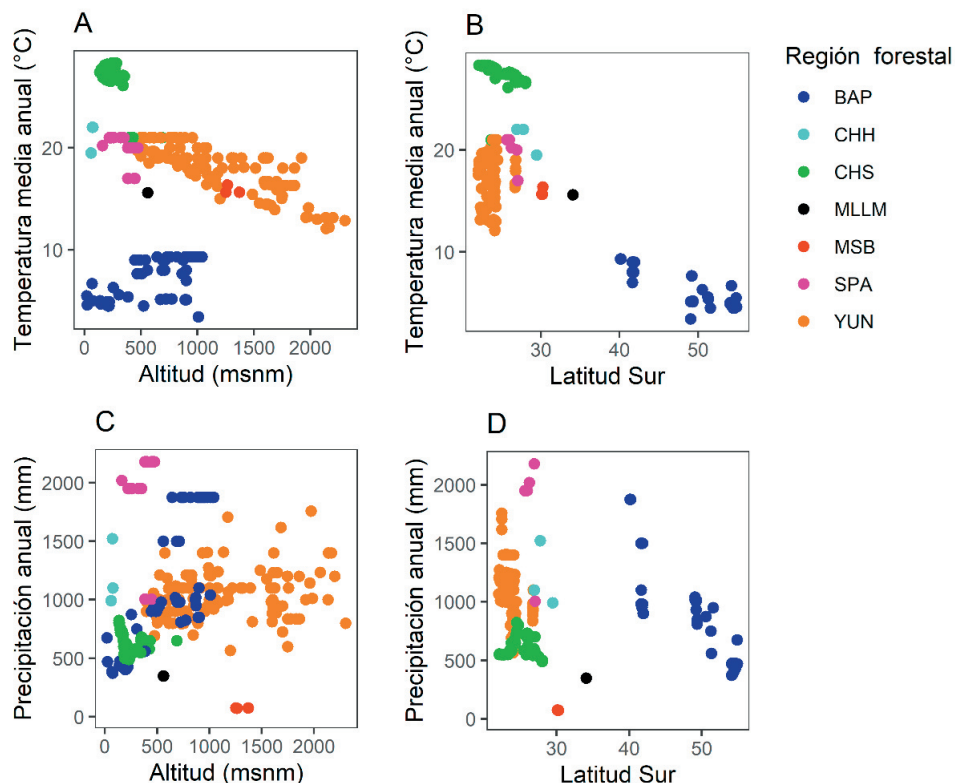 A
Temperatura media anual (°C)
20
10
0
500
1000
1500
2000
Altitud (msnm)
B
Temperatura media anual (°C)
20
10
30
40
50
Latitud Sur
Región forestal
BAP
CHH
CHS
MLLM
MSB
SPA
YUN
C
Precipitación anual (mm)
2000
1500
1000
500
0
0
500
1000
1500
2000
Altitud (msnm)
D
Precipitación anual (mm)
2000
1500
1000
500
0
30
40
50
Latitud Sur